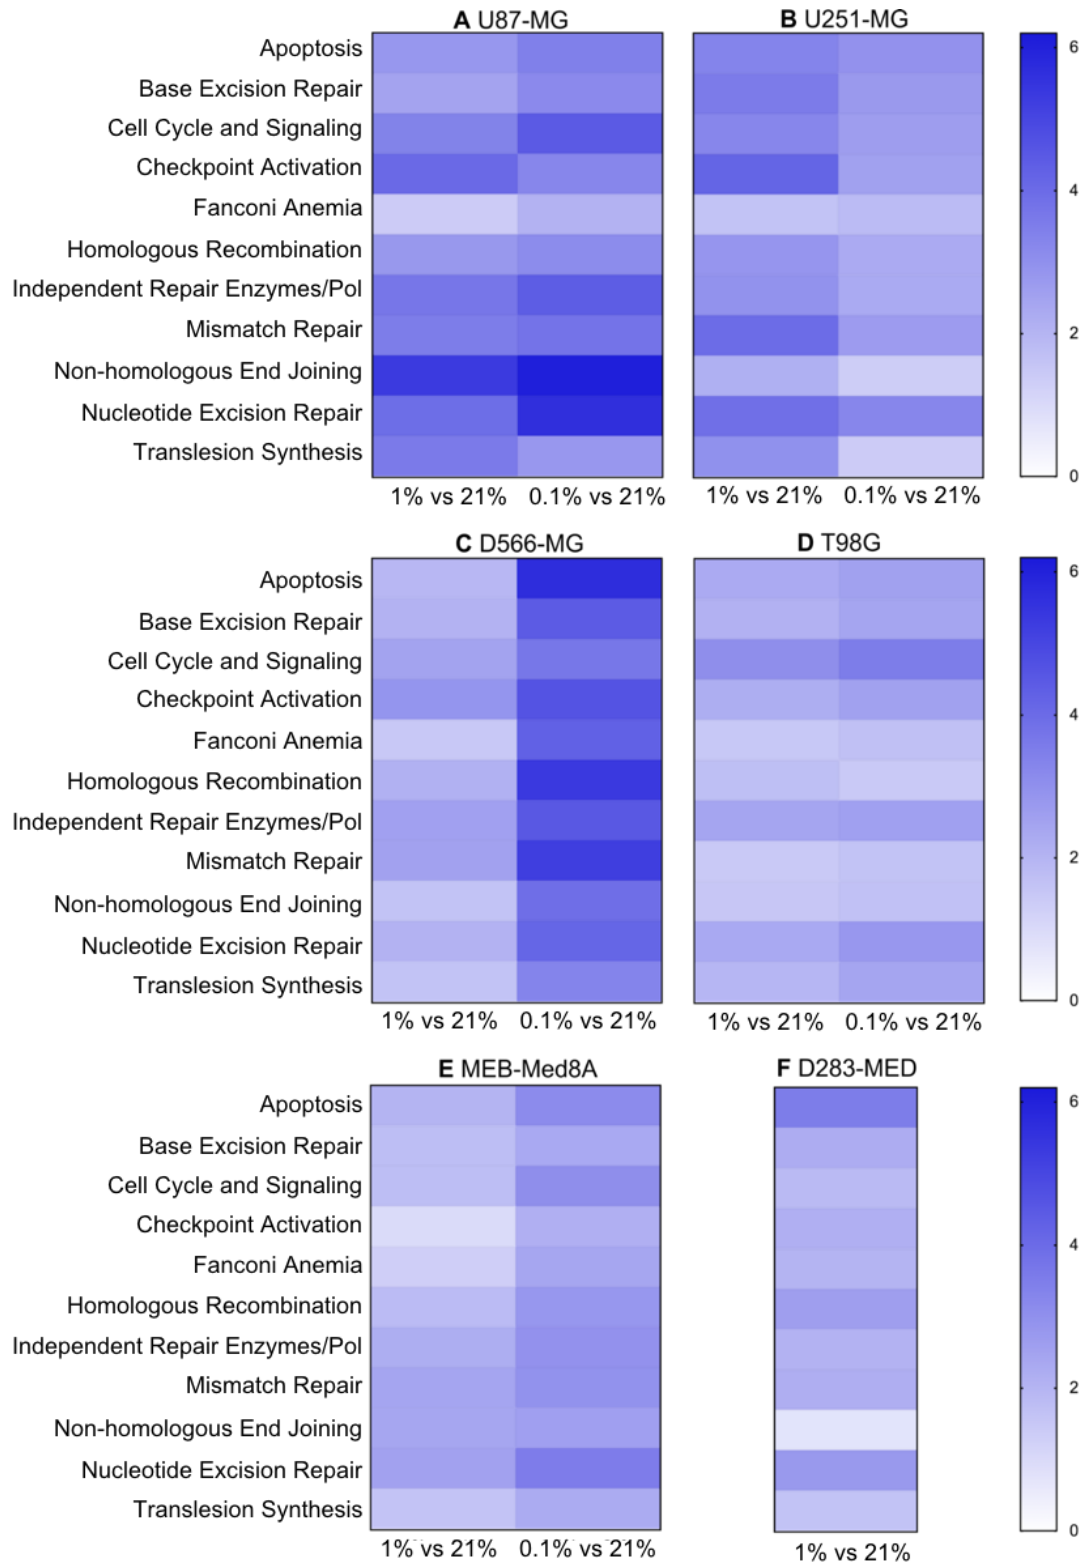 A U87-MG
B U251-MG
Apoptosis
Base Excision Repair
Cell Cycle and Signaling
Checkpoint Activation
Fanconi Anemia
Homologous Recombination
Independent Repair Enzymes/Pol
Mismatch Repair
Non-homologous End Joining
Nucleotide Excision Repair
Translesion Synthesis
1% vs 21% 0.1% vs 21%
1% vs 21% 0.1% vs 21%
6
4
2
0
C D566-MG
D T98G
Apoptosis
Base Excision Repair
Cell Cycle and Signaling
Checkpoint Activation
Fanconi Anemia
Homologous Recombination
Independent Repair Enzymes/Pol
Mismatch Repair
Non-homologous End Joining
Nucleotide Excision Repair
Translesion Synthesis
1% vs 21% 0.1% vs 21%
1% vs 21% 0.1% vs 21%
6
4
2
0
E MEB-Med8A
F D283-MED
Apoptosis
Base Excision Repair
Cell Cycle and Signaling
Checkpoint Activation
Fanconi Anemia
Homologous Recombination
Independent Repair Enzymes/Pol
Mismatch Repair
Non-homologous End Joining
Nucleotide Excision Repair
Translesion Synthesis
1% vs 21% 0.1% vs 21%
1% vs 21%
6
4
2
0